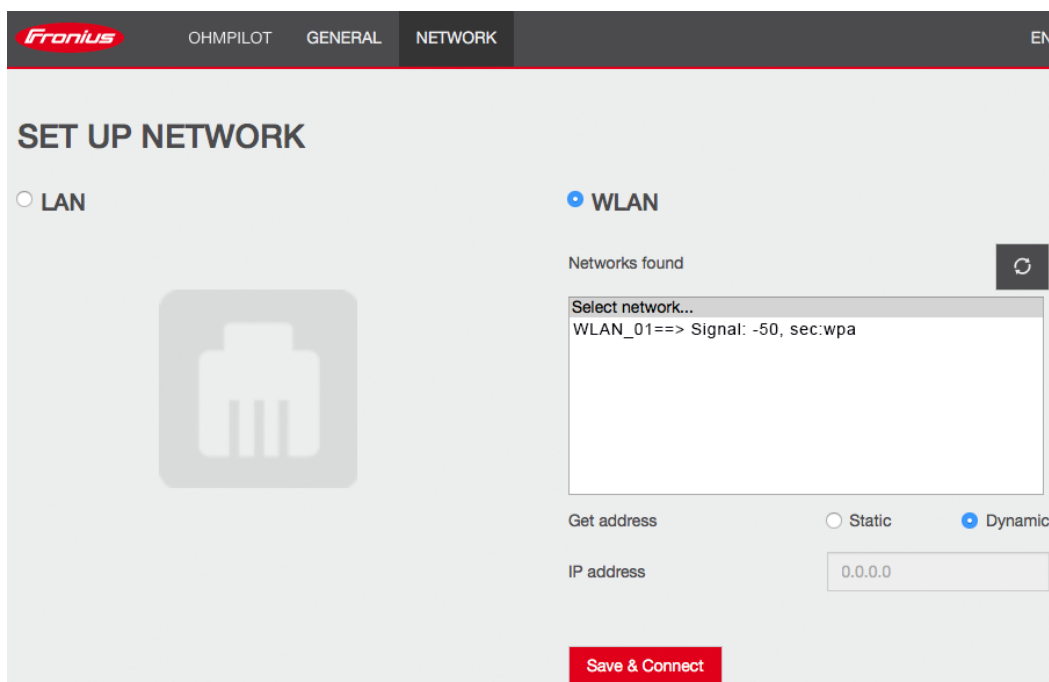 Fronius OHMPILOT GENERAL NETWORK EN
SET UP NETWORK
LAN
WLAN
Networks found
Select network...
WLAN_01==> Signal: -50, sec:wpa
Get address Static Dynamic
IP address 0.0.0.0
Save & Connect